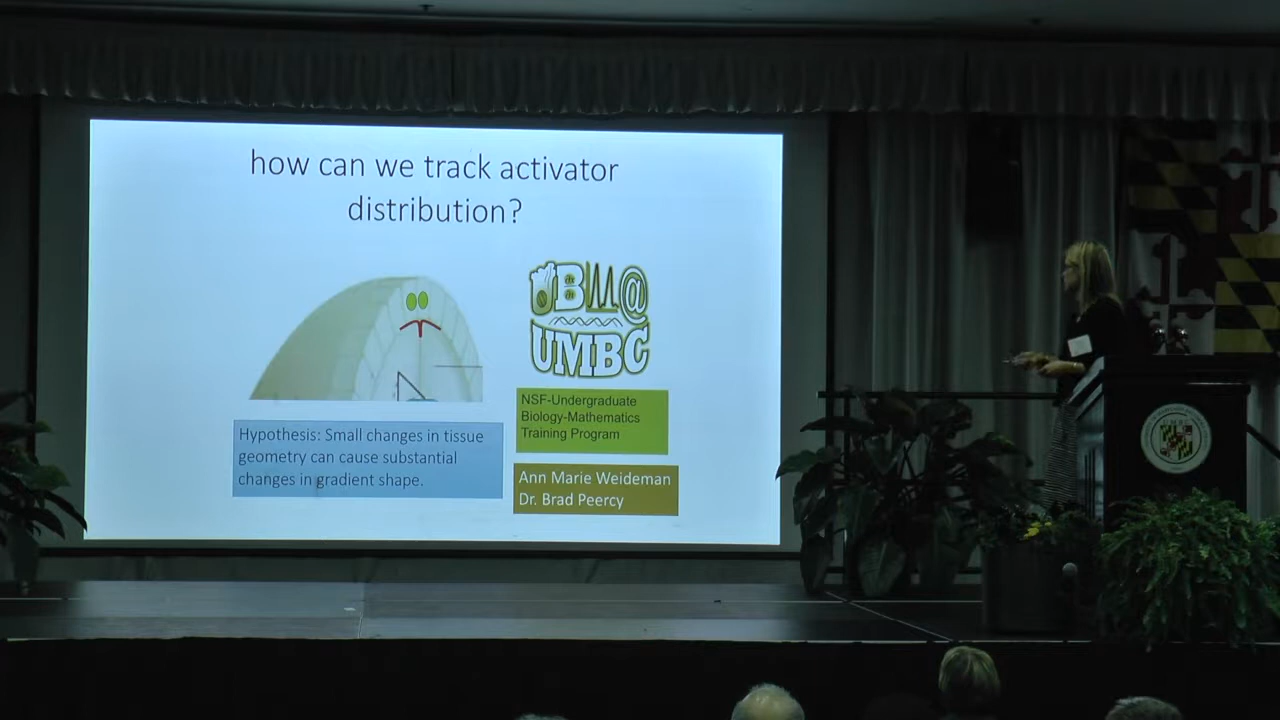 how can we track activator
distribution?
UBM@
UMBC
NSF-Undergraduate
Biology-Mathematics
Training Program
Hypothesis: Small changes in tissue
geometry can cause substantial
changes in gradient shape.
Ann Marie Weideman
Dr. Brad Peercy